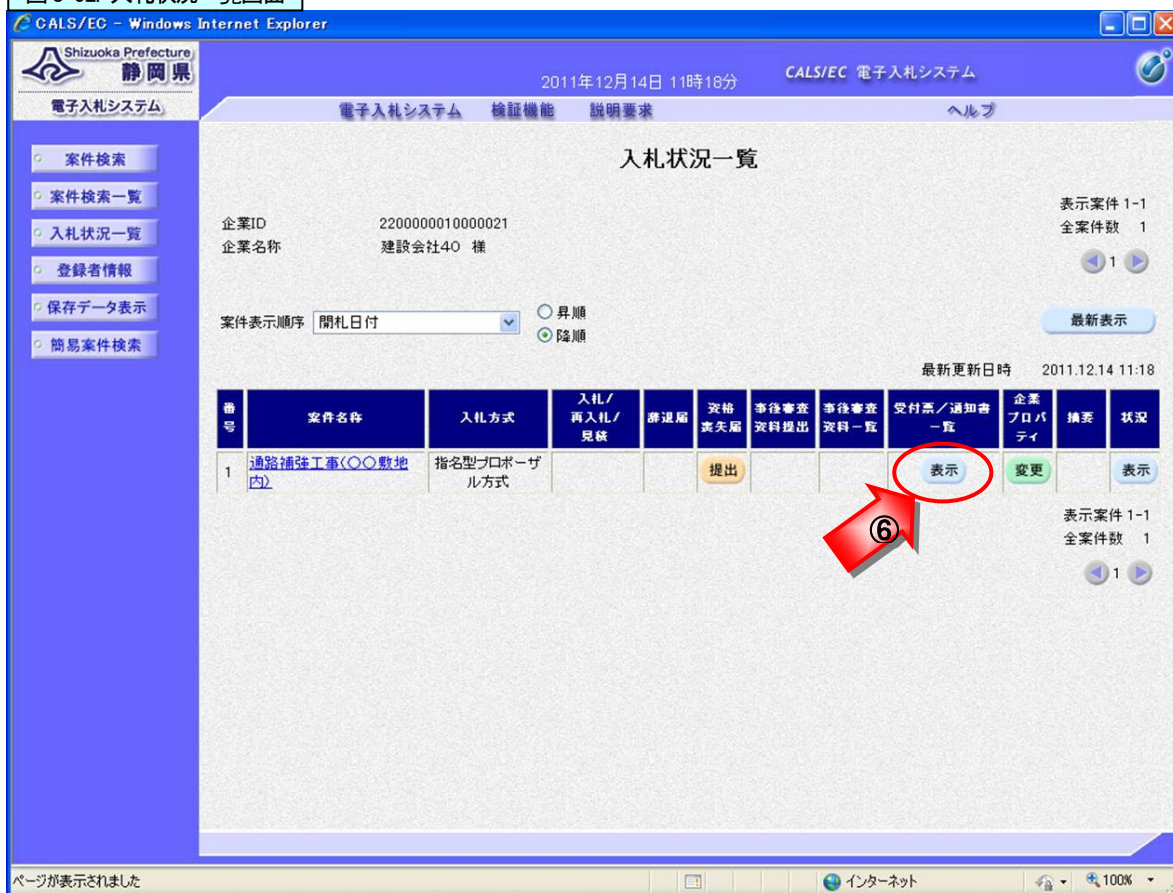 CALS/EC - Windows Internet Explorer
Shizuoka Prefecture
静岡県
電子入札システム
2011年12月14日 11時18分
CALS/EC 電子入札システム
電子入札システム 検証機能 説明要求 ヘルプ
案件検索
案件検索一覧
入札状況一覧
登録者情報
保存データ表示
簡易案件検索
入札状況一覧
表示案件 1-1
全案件数 1
1
企業ID 2200000010000021
企業名称 建設会社40 様
案件表示順序 開札日付
昇順
降順
最新表示
最新更新日時 2011.12.14 11:18
番号 案件名称 入札方式 入札/再入札/見積 辞退届 資格喪失届 事後審査資料提出 事後審査資料一覧 受付票/通知書一覧 企業プロパティ 摘要 状況
1 通路補強工事(〇〇敷地内) 指名型プロポーザル方式 提出 表示 変更 表示
⑥
表示案件 1-1
全案件数 1
1
ページが表示されました インターネット 100%